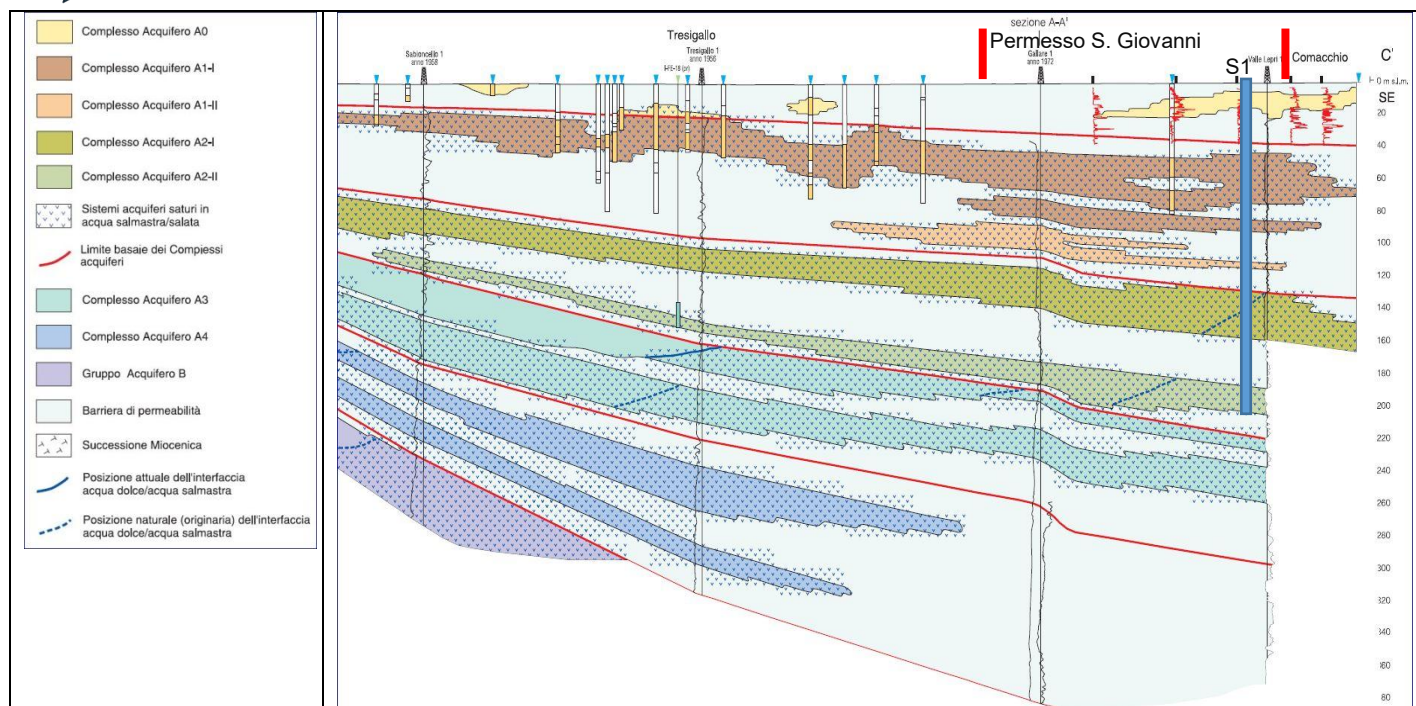 Complesso Acquifero A0
Complesso Acquifero A1-I
Complesso Acquifero A1-II
Complesso Acquifero A2-I
Complesso Acquifero A2-II
Sistemi acquiferi saturi in
acqua salmastra/salata
Limite basaie dei Compiessi
acquiferi
Complesso Acquifero A3
Complesso Acquifero A4
Gruppo Acquifero B
Barriera di permeabilità
Successione Miocenica
Posizione attuale dell'interfaccia
acqua dolce/acqua salmastra
Posizione naturale (originaria) dell'interfaccia
acqua dolce/acqua salmastra
sezione A-A'
Tresigallo
Permesso S. Giovanni
Sabioncello 1
anno 1958
Tresigallo 1
anno 1956
Gallare 1
anno 1972
S1
Valle Lepri 1
Comacchio
C'
0 m s.l.m.
SE
20
40
60
80
100
120
140
160
180
200
220
240
260
280
300
320
340
360
80